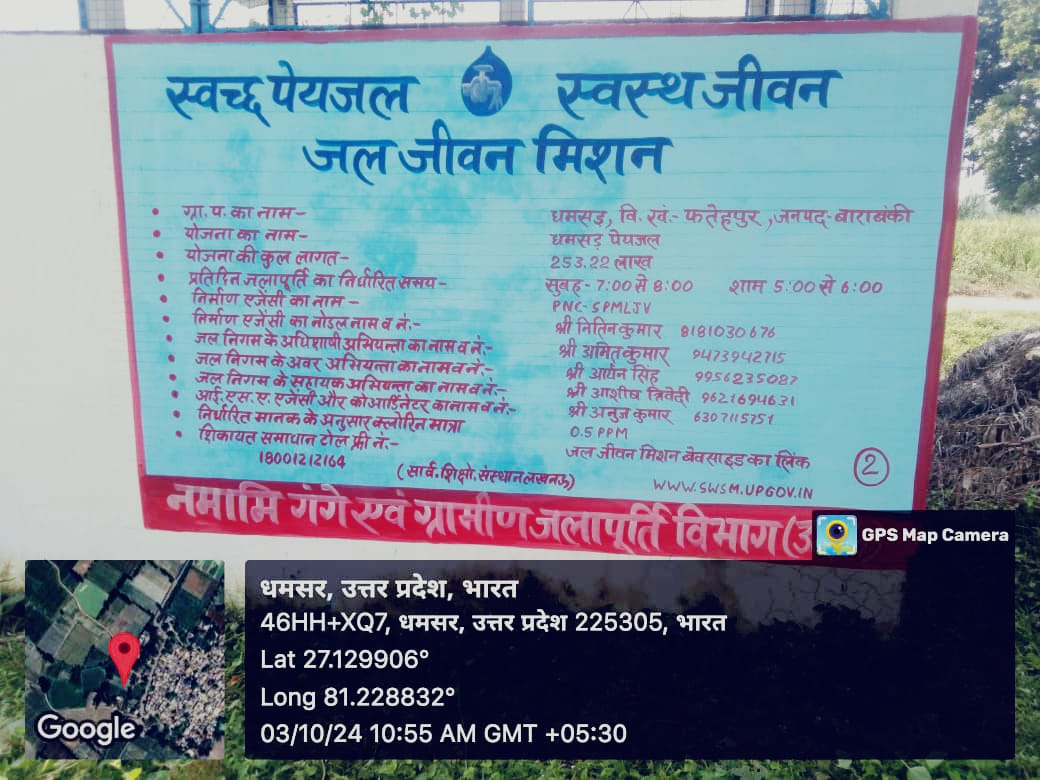 स्वच्छ पेयजल स्वस्थ जीवन
जल जीवन मिशन
• ग्रा.प. का नाम- धमसड़, वि. खं.- फतेहपुर, जनपद- बाराबंकी
• योजना का नाम- धमसड़ पेयजल
• योजना की कुल लागत- 253.22 लाख
• प्रतिदिन जलापूर्ति का निर्धारित समय- सुबह- 7:00 से 8:00 शाम 5:00 से 6:00
• निर्माण एजेंसी का नाम- PNC-SPMLJV
• निर्माण एजेंसी का नोडल नाम व नं:- श्री नितिन कुमार 8181030676
• जल निगम के अधिशाषी अभियन्ता का नाम व नं:- श्री अमित कुमार 9473942715
• जल निगम के अवर अभियन्ता का नाम व नं:- श्री आर्यन सिंह 9956235087
• जल निगम के सहायक अभियन्ता का नाम व नं:- श्री आशीष त्रिवेदी 9621694631
• आई.एस.ए. एजेंसी और कोआर्डिनेटर का नाम व नं:- श्री अनुज कुमार 6307115751
• निर्धारित मानक के अनुसार क्लोरिन मात्रा 0.5 PPM
• शिकायत समाधान टोल फ्री नं:- जल जीवन मिशन बेवसाइड का लिंक
18001212164 (सार्व. शिक्षो. संस्थान लखनऊ) WWW.SWSM.UPGOV.IN
2
नमामि गंगे एवं ग्रामीण जलापूर्ति विभाग (उ
GPS Map Camera
धमसर, उत्तर प्रदेश, भारत
46HH+XQ7, धमसर, उत्तर प्रदेश 225305, भारत
Lat 27.129906°
Long 81.228832°
03/10/24 10:55 AM GMT +05:30
Google